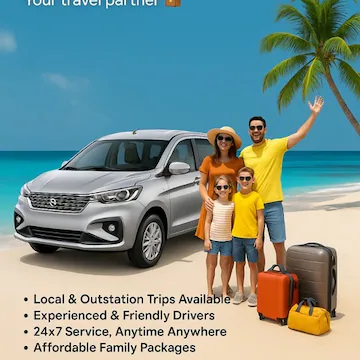 Your travel partner
• Local & Outstation Trips Available
• Experienced & Friendly Drivers
• 24x7 Service, Anytime Anywhere
• Affordable Family Packages